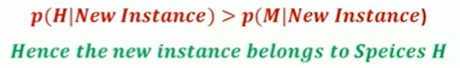 p(H|New Instance) > p(M|New Instance)
Hence the new instance belongs to Speices H